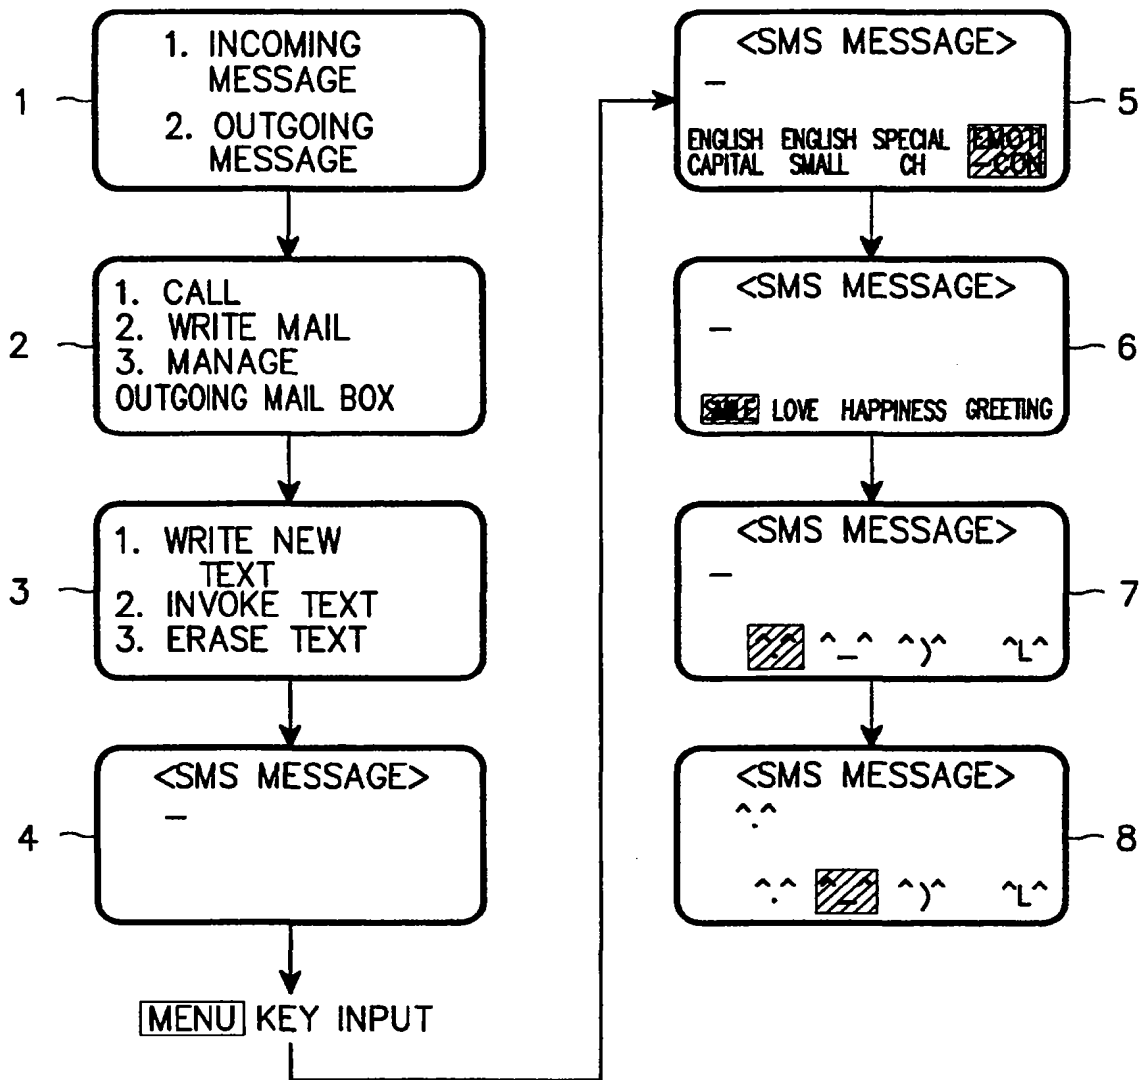 1
1. INCOMING
MESSAGE
2. OUTGOING
MESSAGE
2
1. CALL
2. WRITE MAIL
3. MANAGE
OUTGOING MAIL BOX
3
1. WRITE NEW
TEXT
2. INVOKE TEXT
3. ERASE TEXT
4
<SMS MESSAGE>
_
MENU KEY INPUT
5
<SMS MESSAGE>
_
ENGLISH ENGLISH SPECIAL EMOTI
CAPITAL SMALL CH -CON
6
<SMS MESSAGE>
_
SMILE LOVE HAPPINESS GREETING
7
<SMS MESSAGE>
_
^.^ ^_^ ^)^ ^L^
8
<SMS MESSAGE>
^.^
^.^ ^_^ ^)^ ^L^